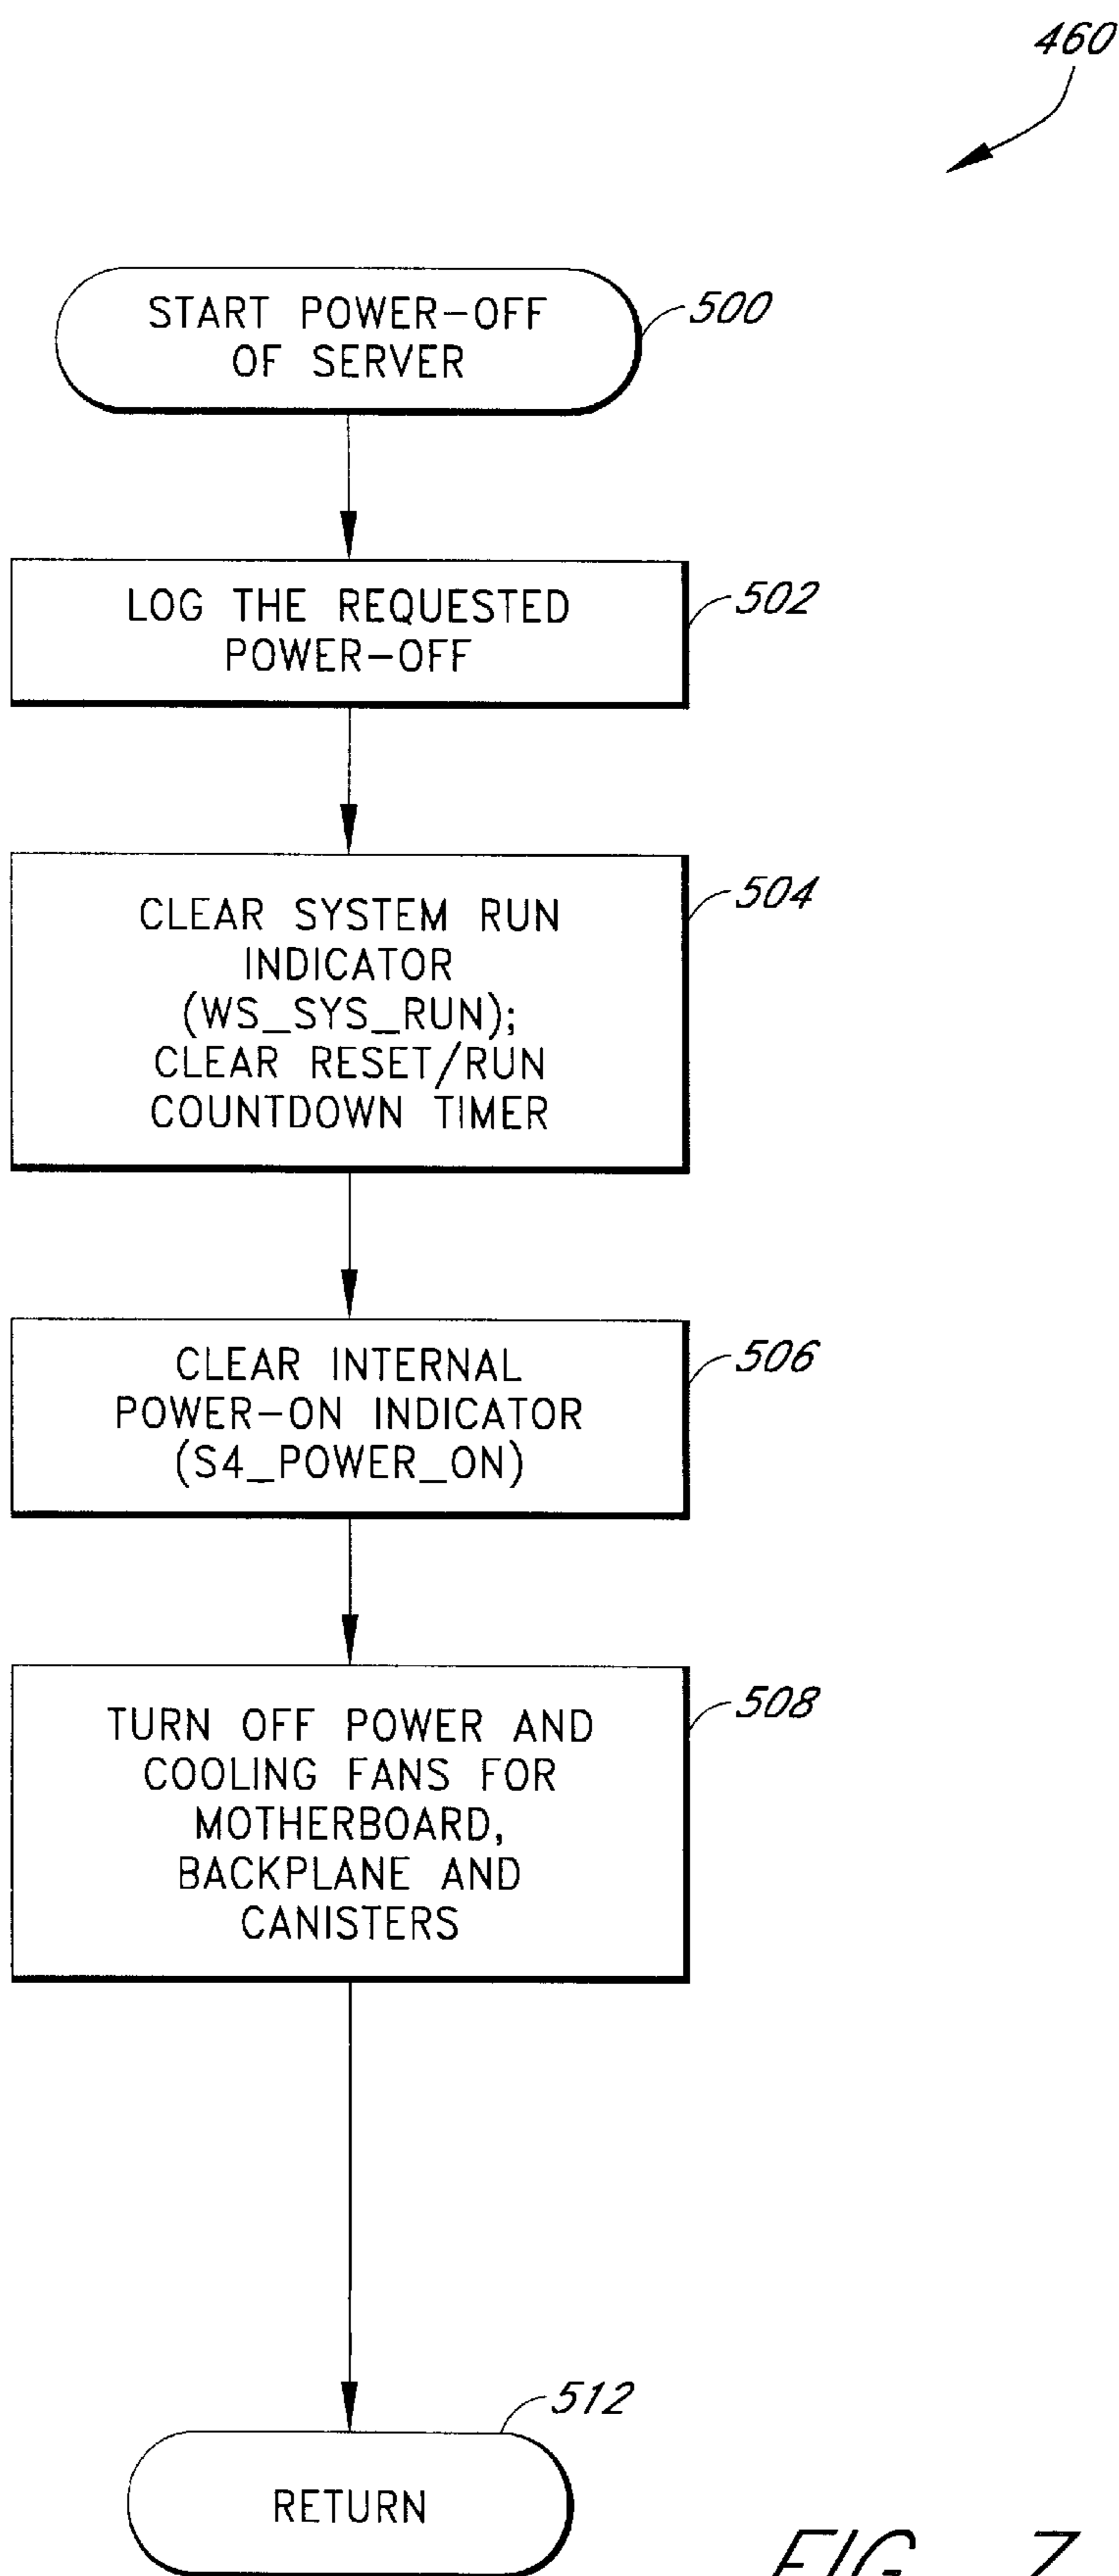 460
START POWER-OFF
OF SERVER
500
LOG THE REQUESTED
POWER-OFF
502
CLEAR SYSTEM RUN
INDICATOR
(WS_SYS_RUN);
CLEAR RESET/RUN
COUNTDOWN TIMER
504
CLEAR INTERNAL
POWER-ON INDICATOR
(S4_POWER_ON)
506
TURN OFF POWER AND
COOLING FANS FOR
MOTHERBOARD,
BACKPLANE AND
CANISTERS
508
RETURN
512
FIG. 7